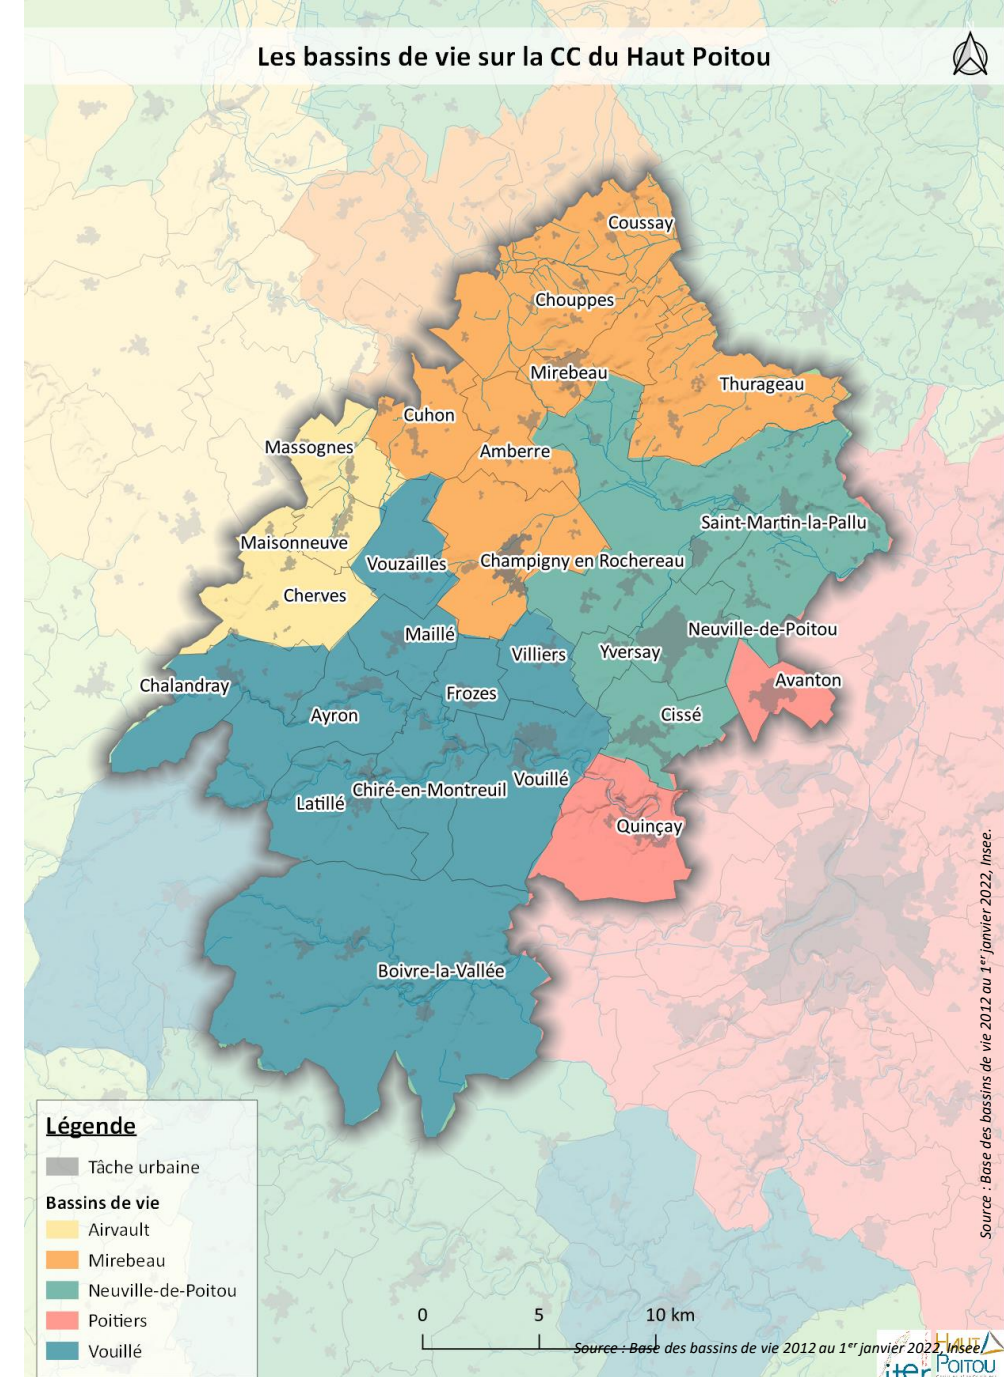 Les bassins de vie sur la CC du Haut Poitou
N
Coussay
Chouppes
Mirebeau
Thurageau
Cuhon
Massognes
Amberre
Saint-Martin-la-Pallu
Maisonneuve
Vouzailles
Champigny en Rochereau
Cherves
Maillé
Neuville-de-Poitou
Villiers
Yversay
Avanton
Chalandray
Frozes
Ayron
Cissé
Vouillé
Chiré-en-Montreuil
Latillé
Quinçay
Boivre-la-Vallée
Source : Base des bassins de vie 2012 au 1er janvier 2022, Insee.
Légende
Tâche urbaine
Bassins de vie
Airvault
Mirebeau
Neuville-de-Poitou
Poitiers
Vouillé
0 5 10 km
Source : Base des bassins de vie 2012 au 1er janvier 2022, Insee.
HAUT
POITOU
iter